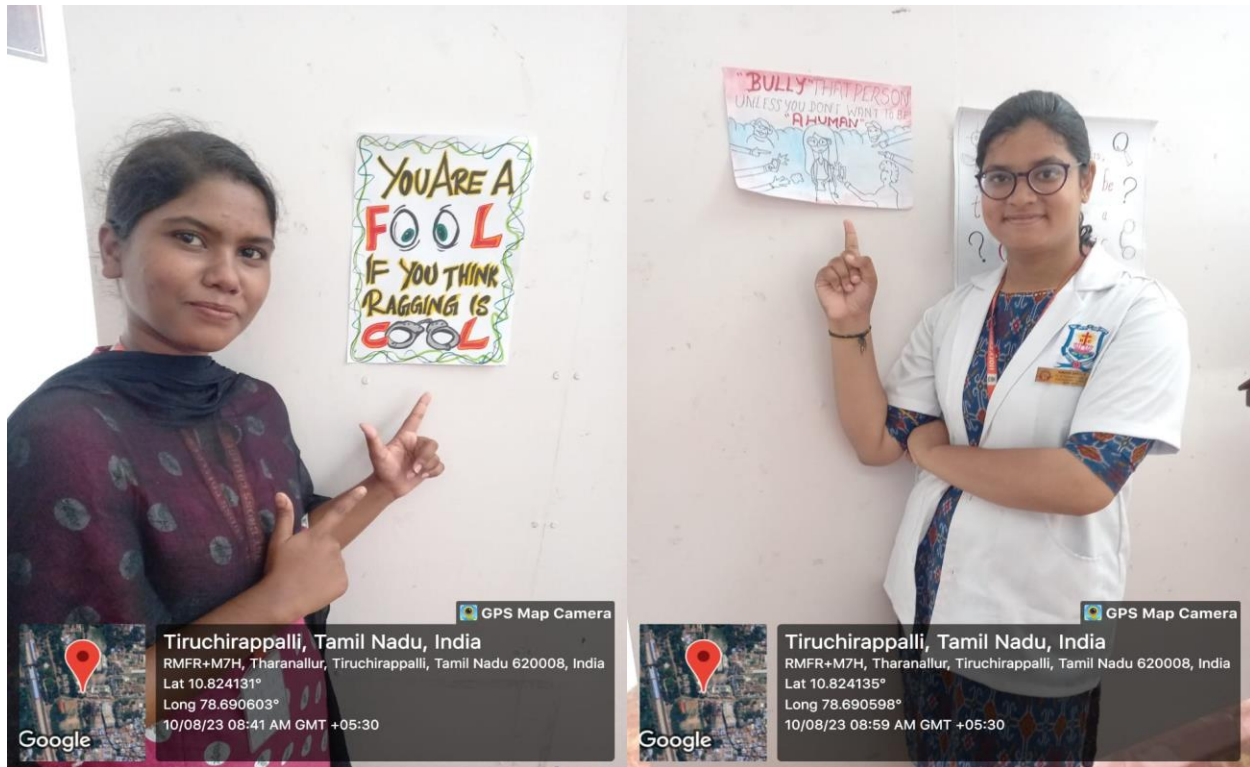 YOU ARE A
FOOL
IF YOU THINK
RAGGING IS
COOL
GPS Map Camera
Tiruchirappalli, Tamil Nadu, India
RMFR+M7H, Tharanallur, Tiruchirappalli, Tamil Nadu 620008, India
Lat 10.824131°
Long 78.690603°
10/08/23 08:41 AM GMT +05:30
Google
"BULLY" THAT PERSON
UNLESS YOU DON'T WANT TO BE
"A HUMAN"
be ?
a
?
GPS Map Camera
Tiruchirappalli, Tamil Nadu, India
RMFR+M7H, Tharanallur, Tiruchirappalli, Tamil Nadu 620008, India
Lat 10.824135°
Long 78.690598°
10/08/23 08:59 AM GMT +05:30
Google